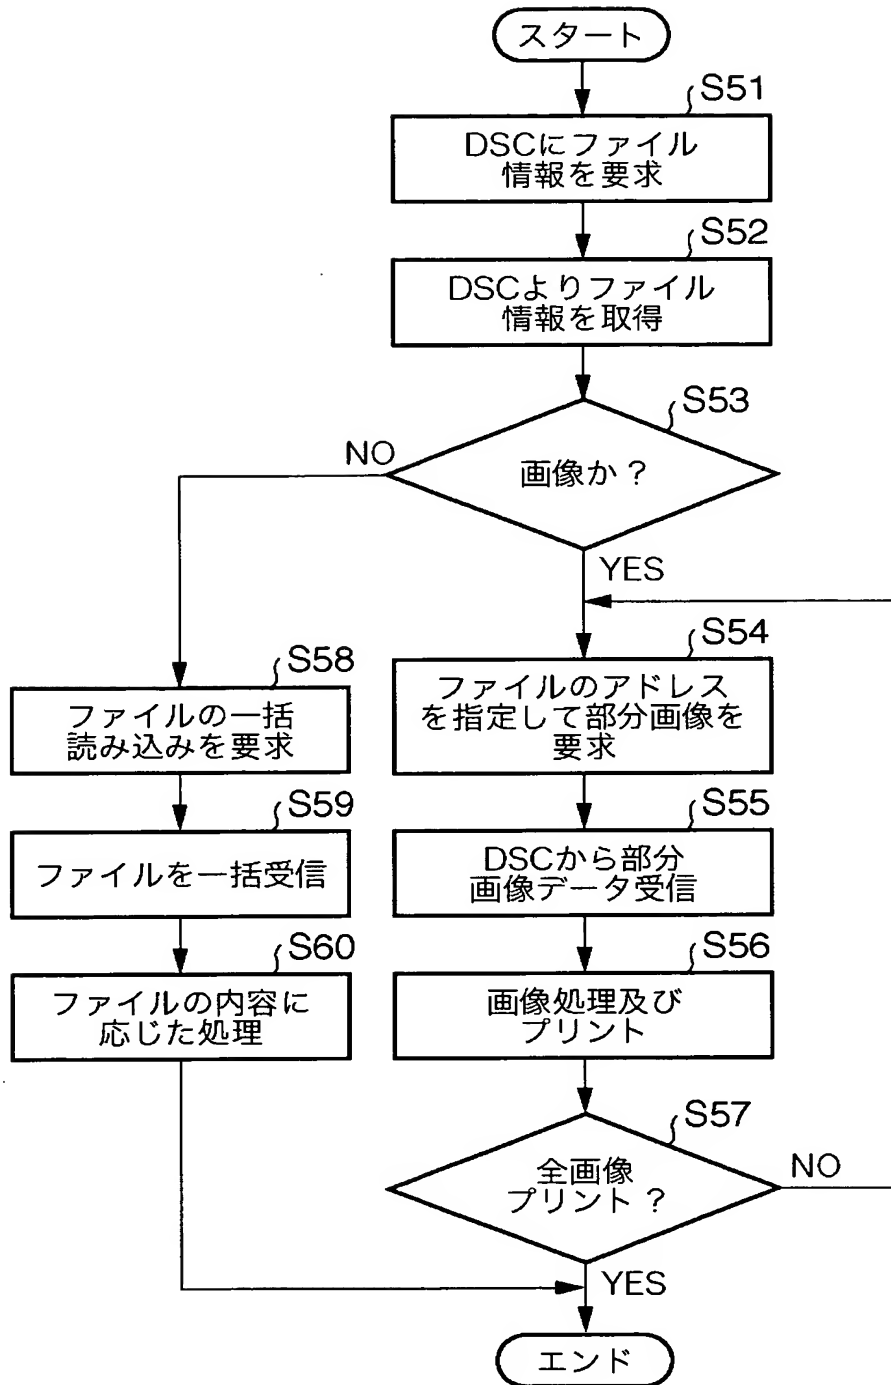 スタート
S51
DSCにファイル
情報を要求
S52
DSCよりファイル
情報を取得
S53
画像か？
NO
YES
S54
ファイルのアドレス
を指定して部分画像を
要求
S55
DSCから部分
画像データ受信
S56
画像処理及び
プリント
S57
全画像
プリント？
NO
YES
S58
ファイルの一括
読み込みを要求
S59
ファイルを一括受信
S60
ファイルの内容に
応じた処理
エンド